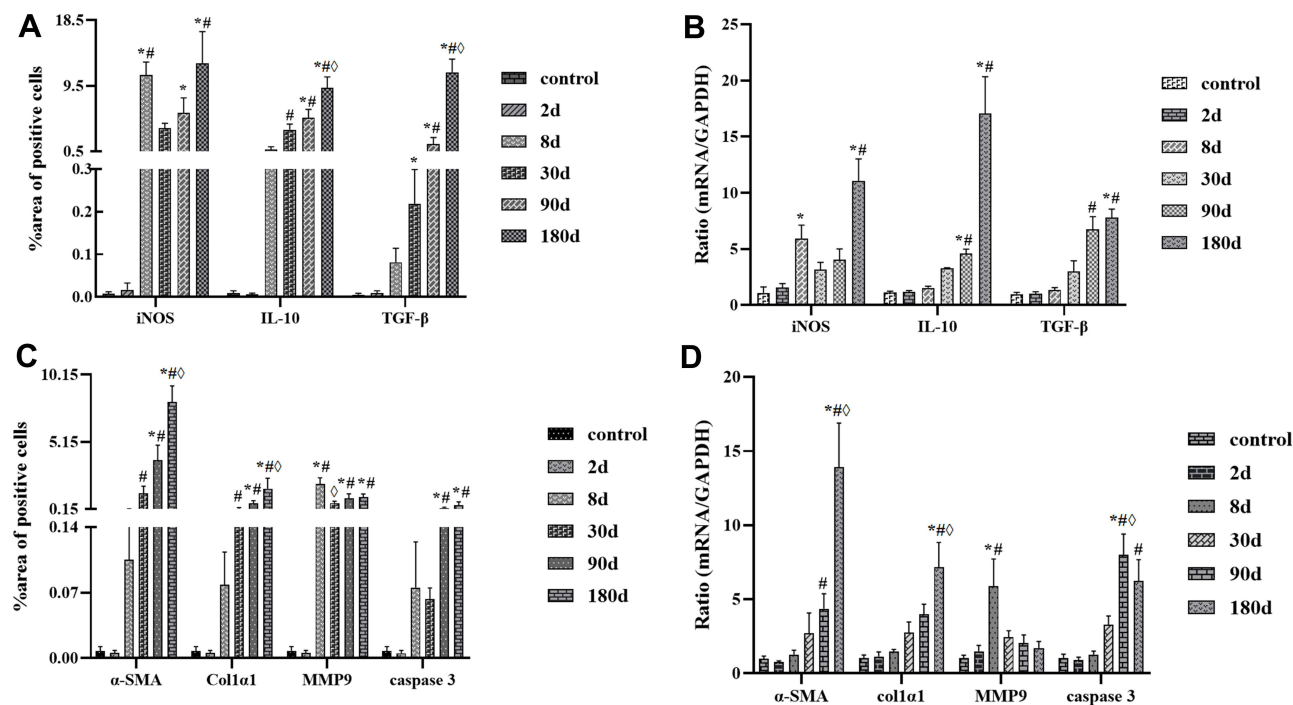 A
%area of positive cells
18.5
9.5
0.5
0.3
0.2
0.1
0.0
*#
*
*#
#
*#
*#◊
*
*#
*#◊
iNOS
IL-10
TGF-β
control
2d
8d
30d
90d
180d
B
Ratio (mRNA/GAPDH)
25
20
15
10
5
0
*
*#
*#
*#
#
*#
iNOS
IL-10
TGF-β
control
2d
8d
30d
90d
180d
C
%area of positive cells
10.15
5.15
0.15
0.14
0.07
0.00
#
*#
*#◊
#
*#
*#◊
*#
◊
*#
*#
*#
*#
α-SMA
Col1α1
MMP9
caspase 3
control
2d
8d
30d
90d
180d
D
Ratio (mRNA/GAPDH)
20
15
10
5
0
#
*#◊
*#◊
*#
*#◊
#
α-SMA
col1α1
MMP9
caspase 3
control
2d
8d
30d
90d
180d